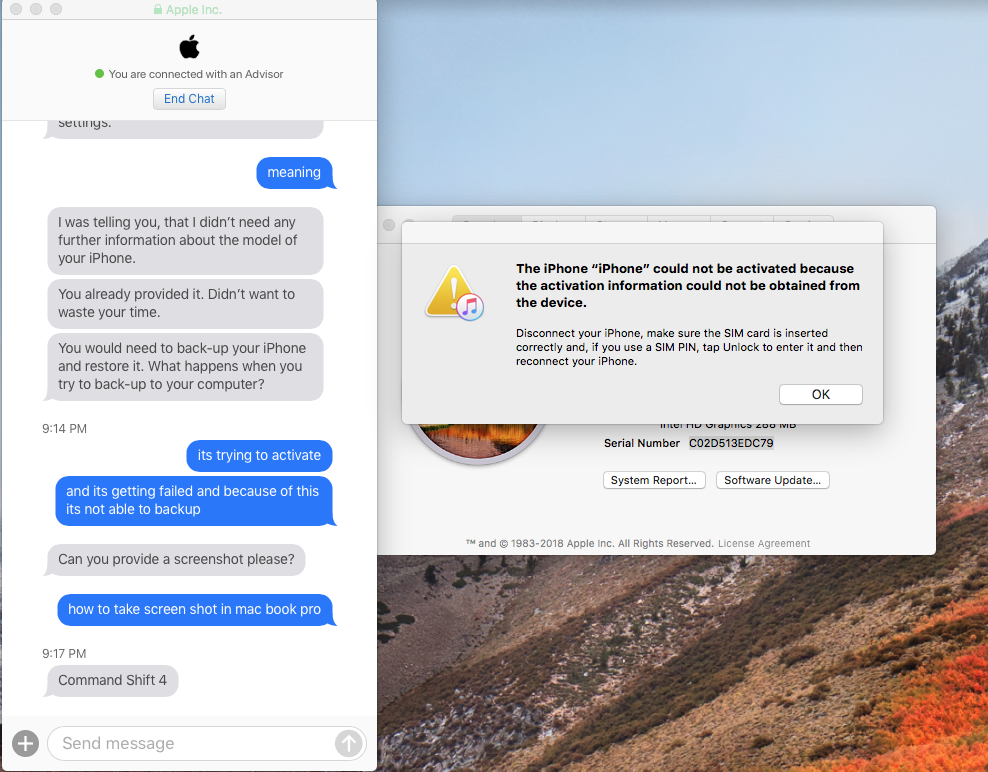 Apple Inc.
You are connected with an Advisor
End Chat
settings.
meaning
I was telling you, that I didn’t need any
further information about the model of
your iPhone.
You already provided it. Didn’t want to
waste your time.
You would need to back-up your iPhone
and restore it. What happens when you
try to back-up to your computer?
9:14 PM
its trying to activate
and its getting failed and because of this
its not able to backup
Can you provide a screenshot please?
how to take screen shot in mac book pro
9:17 PM
Command Shift 4
Send message
The iPhone “iPhone” could not be activated because
the activation information could not be obtained from
the device.
Disconnect your iPhone, make sure the SIM card is inserted
correctly and, if you use a SIM PIN, tap Unlock to enter it and then
reconnect your iPhone.
OK
Intel HD Graphics 288 MB
Serial Number C02D513EDC79
System Report...
Software Update...
™ and © 1983-2018 Apple Inc. All Rights Reserved. License Agreement